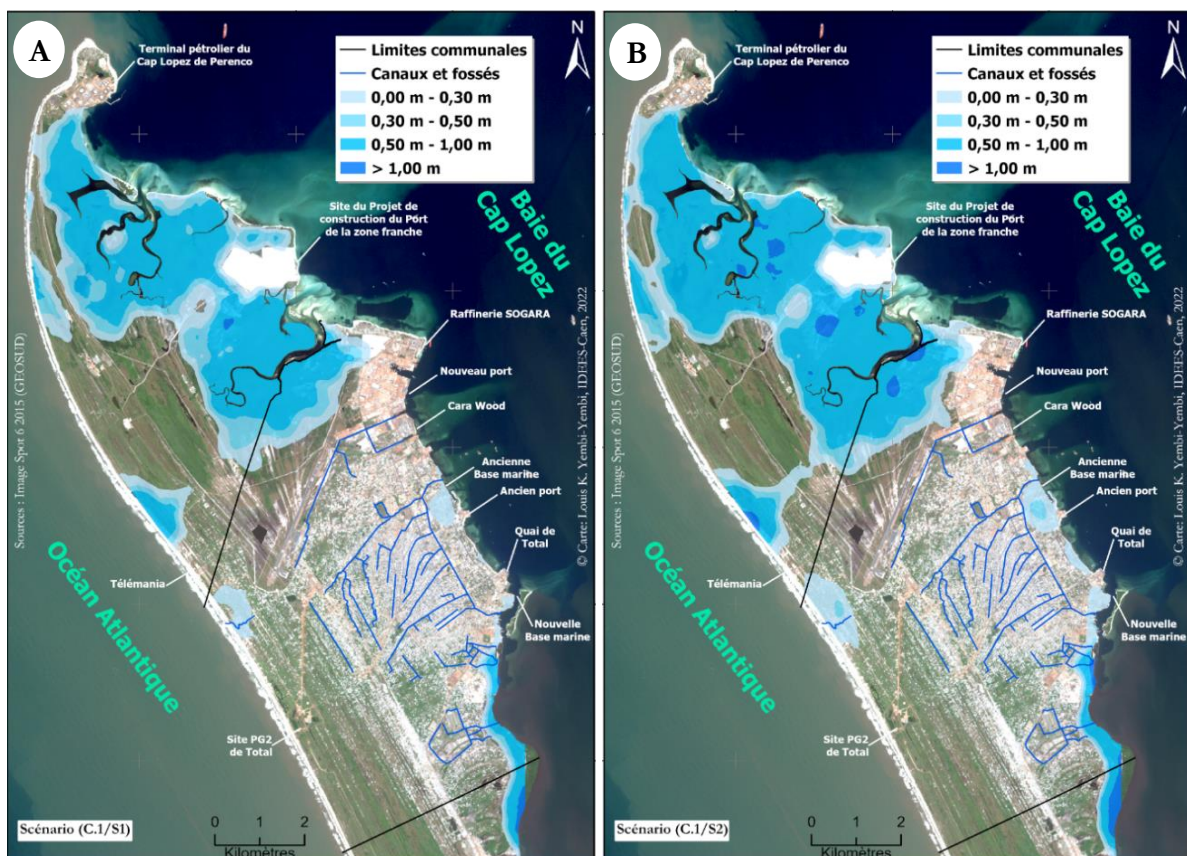 A
Terminal pétrolier du
Cap Lopez de Perenco
N
Limites communales
Canaux et fossés
0,00 m - 0,30 m
0,30 m - 0,50 m
0,50 m - 1,00 m
> 1,00 m
Site du Projet de
construction du Port
de la zone franche
Baie du
Cap Lopez
Raffinerie SOGARA
Nouveau port
Cara Wood
Ancienne
Base marine
Ancien port
Quai de
Total
Nouvelle
Base marine
Télémania
Océan Atlantique
Site PG2
de Total
Sources : Image Spot 6 2015 (GEOSUD)
© Carte: Louis K. Yembi-Yembi, IDEES-Caen, 2022
Scénario (C.1/S1)
0 1 2
Kilomètres
B
Terminal pétrolier du
Cap Lopez de Perenco
N
Limites communales
Canaux et fossés
0,00 m - 0,30 m
0,30 m - 0,50 m
0,50 m - 1,00 m
> 1,00 m
Site du Projet de
construction du Port
de la zone franche
Baie du
Cap Lopez
Raffinerie SOGARA
Nouveau port
Cara Wood
Ancienne
Base marine
Ancien port
Quai de
Total
Nouvelle
Base marine
Télémania
Océan Atlantique
Site PG2
de Total
Sources : Image Spot 6 2015 (GEOSUD)
© Carte: Louis K. Yembi-Yembi, IDEES-Caen, 2022
Scénario (C.1/S2)
0 1 2
Kilomètres